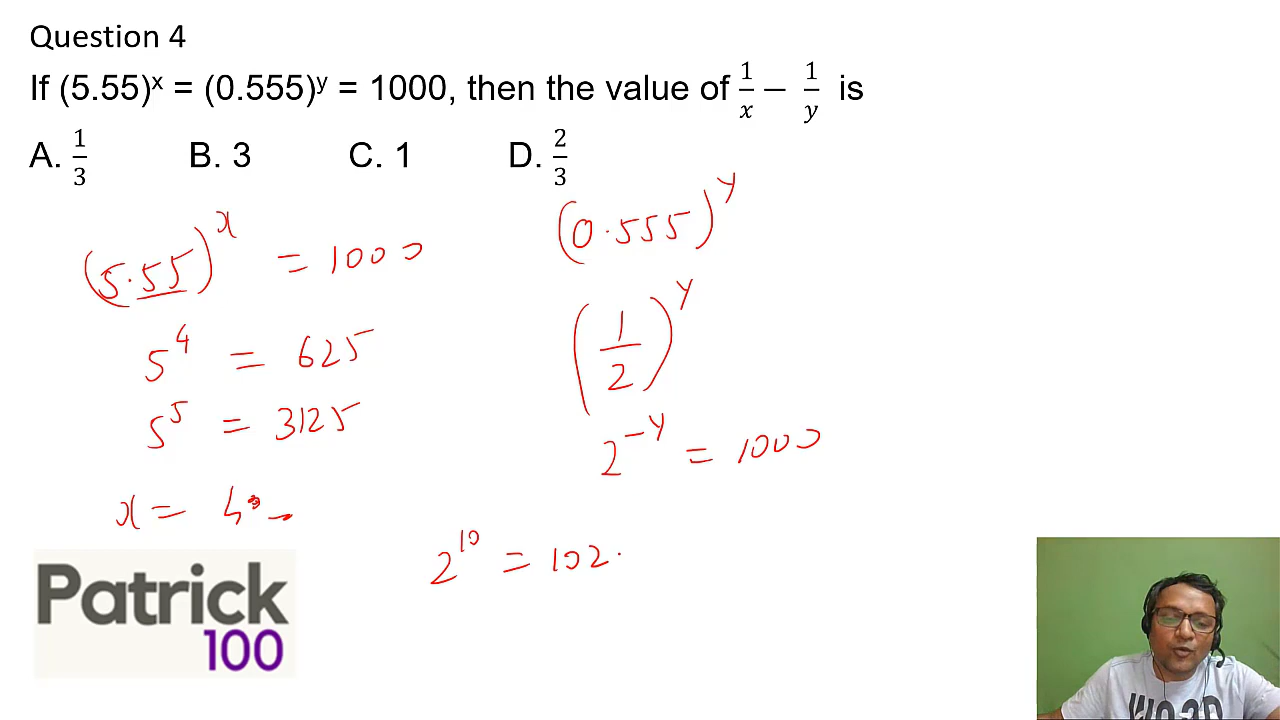 Question 4
If (5.55)ˣ = (0.555)ʸ = 1000, then the value of 1/x − 1/y is
A. 1/3 B. 3 C. 1 D. 2/3
(5.55)ˣ = 1000
5⁴ = 625
5⁵ = 3125
x = 4
(0.555)ʸ
(1/2)ʸ
2⁻ʸ = 1000
2¹⁰ = 102
Patrick
100